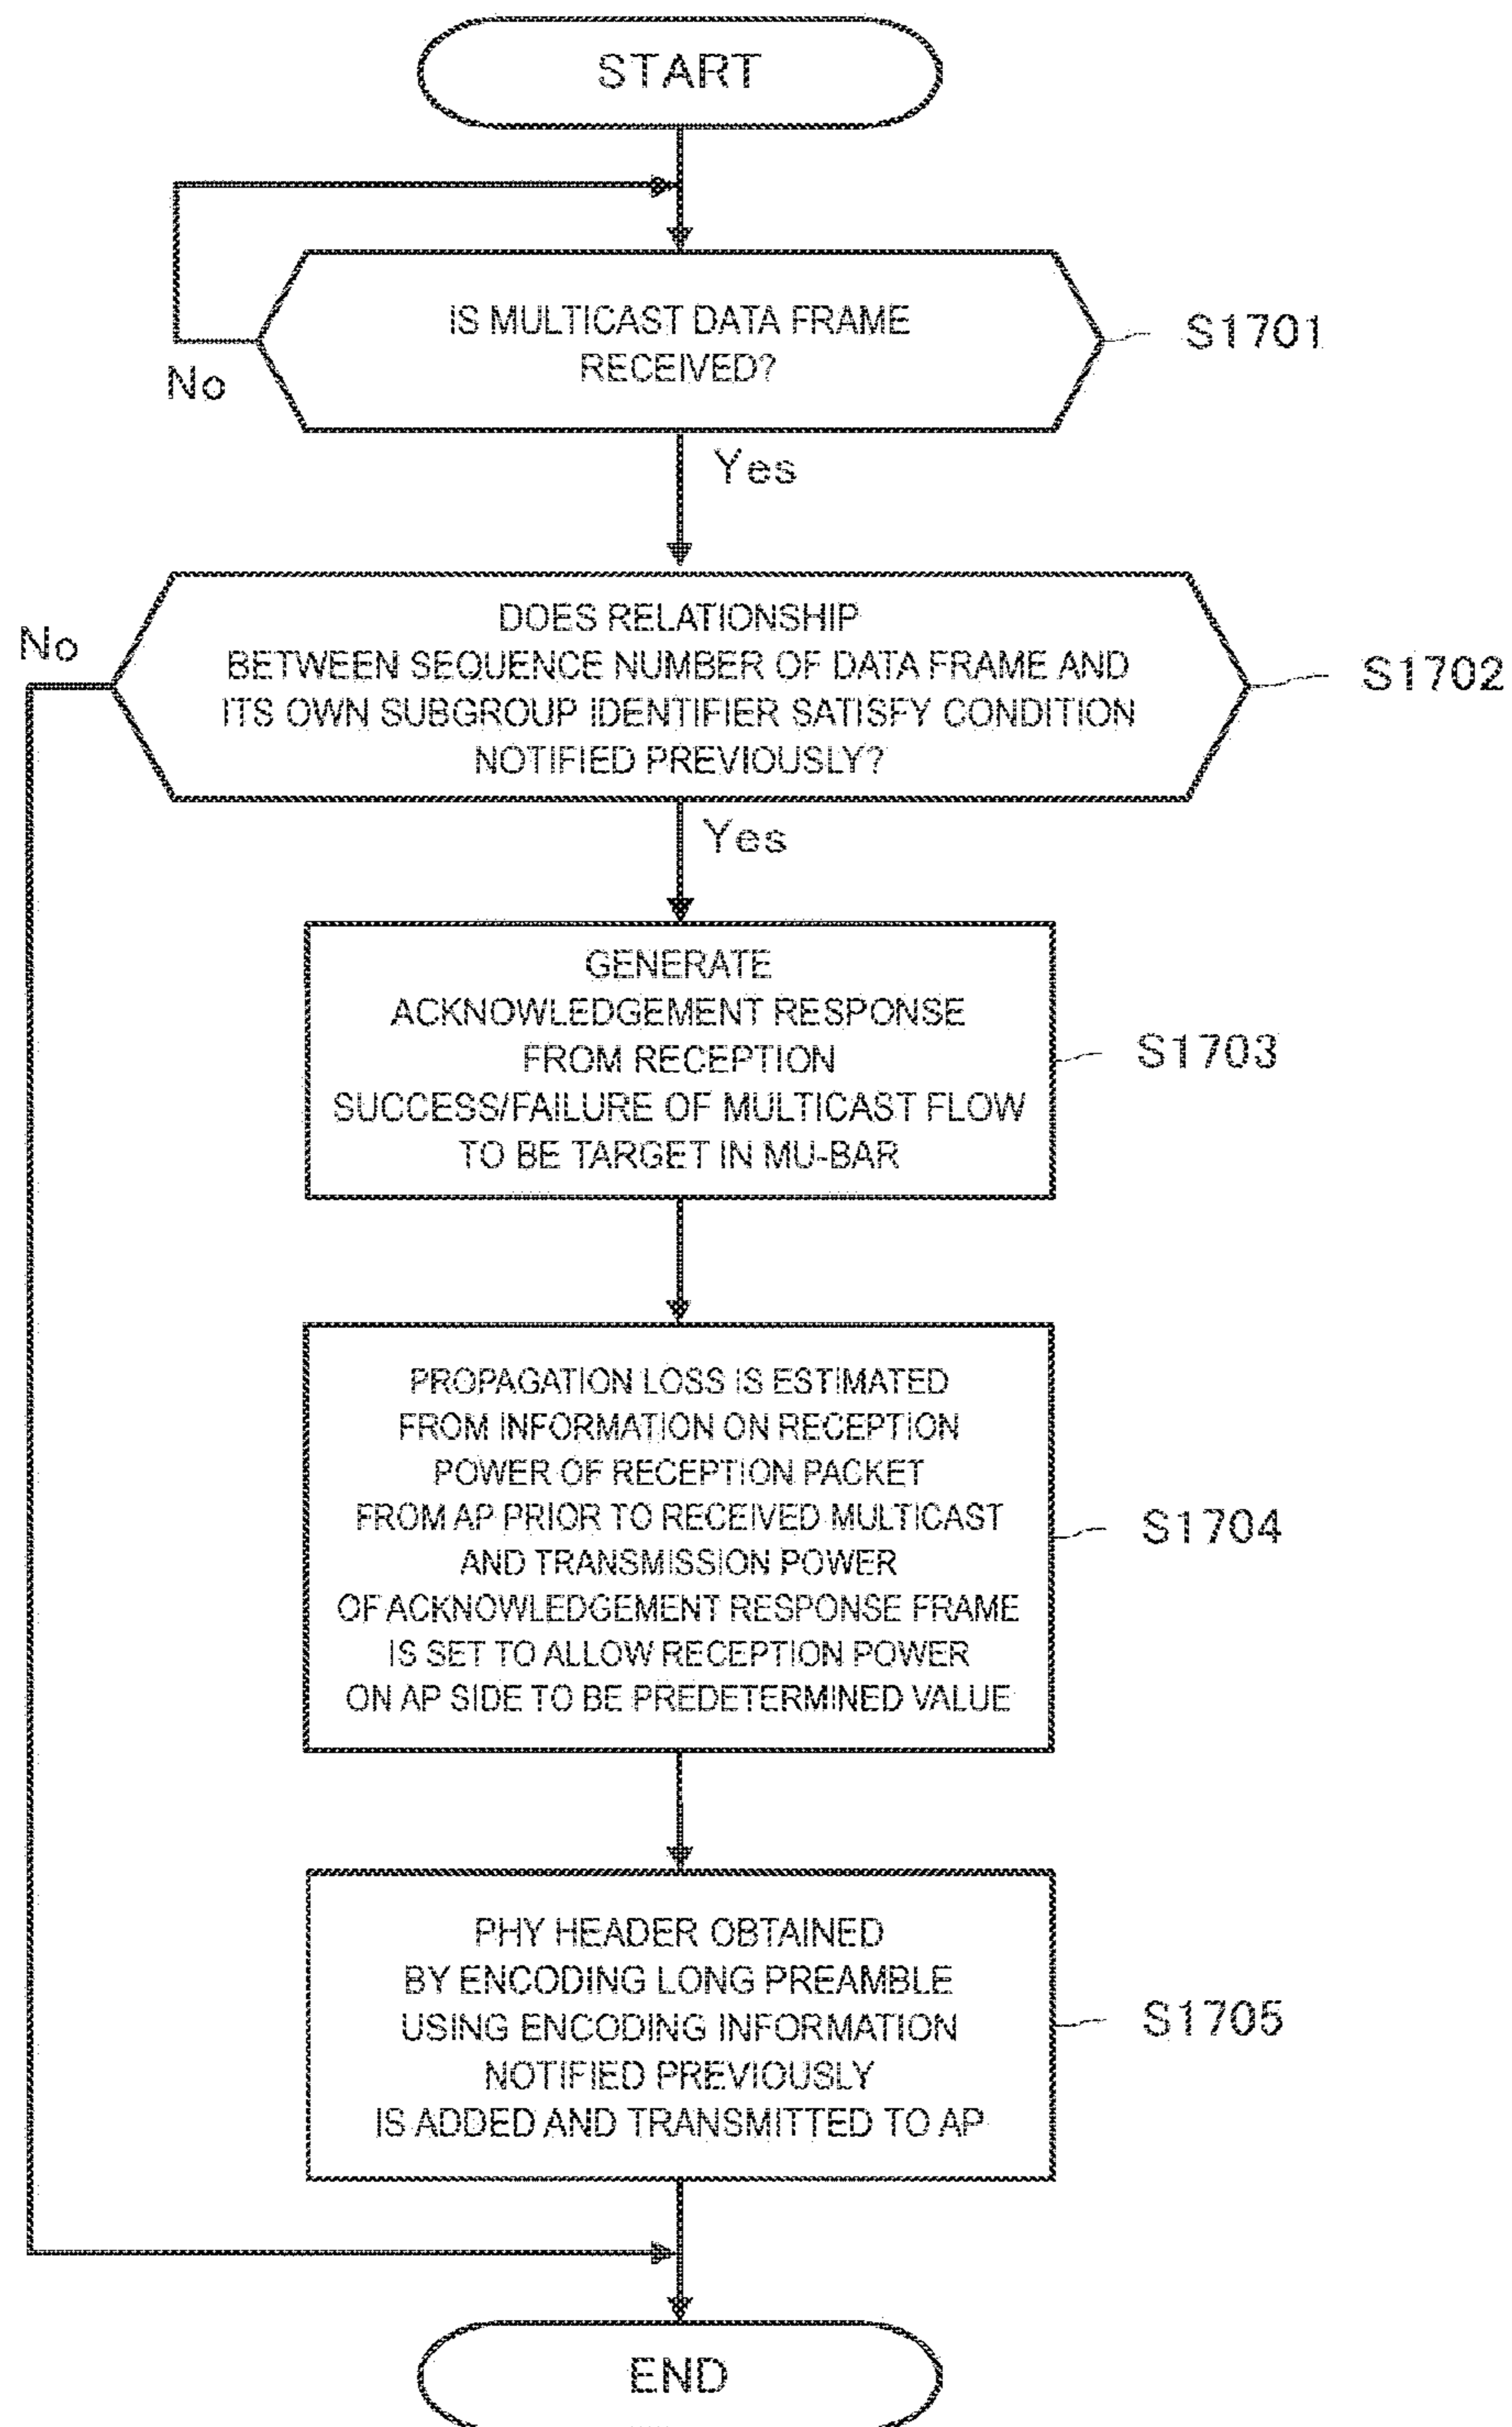 START
IS MULTICAST DATA FRAME
RECEIVED?
S1701
No
Yes
DOES RELATIONSHIP
BETWEEN SEQUENCE NUMBER OF DATA FRAME AND
ITS OWN SUBGROUP IDENTIFIER SATISFY CONDITION
NOTIFIED PREVIOUSLY?
No
S1702
Yes
GENERATE
ACKNOWLEDGEMENT RESPONSE
FROM RECEPTION
SUCCESS/FAILURE OF MULTICAST FLOW
TO BE TARGET IN MU-BAR
S1703
PROPAGATION LOSS IS ESTIMATED
FROM INFORMATION ON RECEPTION
POWER OF RECEPTION PACKET
FROM AP PRIOR TO RECEIVED MULTICAST
AND TRANSMISSION POWER
OF ACKNOWLEDGEMENT RESPONSE FRAME
IS SET TO ALLOW RECEPTION POWER
ON AP SIDE TO BE PREDETERMINED VALUE
S1704
PHY HEADER OBTAINED
BY ENCODING LONG PREAMBLE
USING ENCODING INFORMATION
NOTIFIED PREVIOUSLY
IS ADDED AND TRANSMITTED TO AP
S1705
END